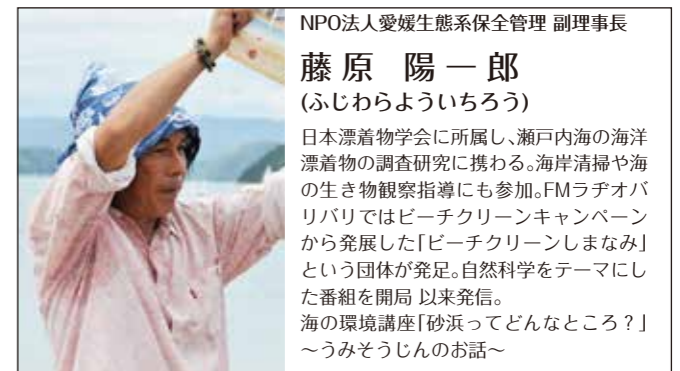 NPO法人愛媛生態系保全管理 副理事長
藤原 陽一郎
(ふじわらよういちろう)
日本漂着物学会に所属し、瀬戸内海の海洋
漂着物の調査研究に携わる。海岸清掃や海
の生き物観察指導にも参加。FMラヂオバ
リバリではビーチクリーンキャンペーン
から発展した「ビーチクリーンしまなみ」
という団体が発足。自然科学をテーマにし
た番組を開局 以来発信。
海の環境講座「砂浜ってどんなところ？」
～うみそうじんのお話～